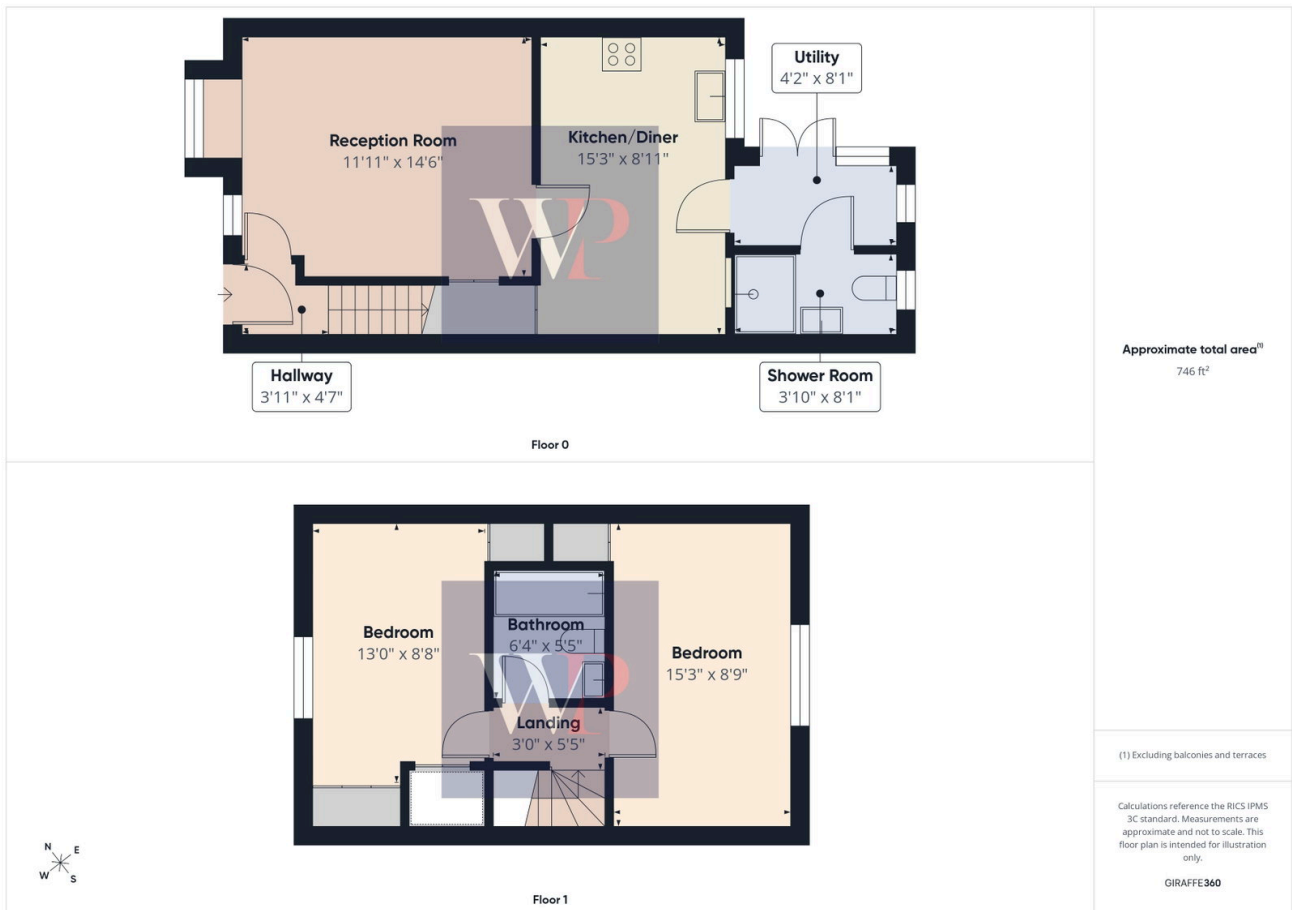 Utility
4'2" x 8'1"
Reception Room
11'11" x 14'6"
Kitchen/Diner
15'3" x 8'11"
WP
Hallway
3'11" x 4'7"
Shower Room
3'10" x 8'1"
Floor 0
Bedroom
13'0" x 8'8"
Bathroom
6'4" x 5'5"
Bedroom
15'3" x 8'9"
WP
Landing
3'0" x 5'5"
N
E
W
S
Floor 1
Approximate total area(1)
746 ft²
(1) Excluding balconies and terraces
Calculations reference the RICS IPMS
3C standard. Measurements are
approximate and not to scale. This
floor plan is intended for illustration
only.
GIRAFFE360